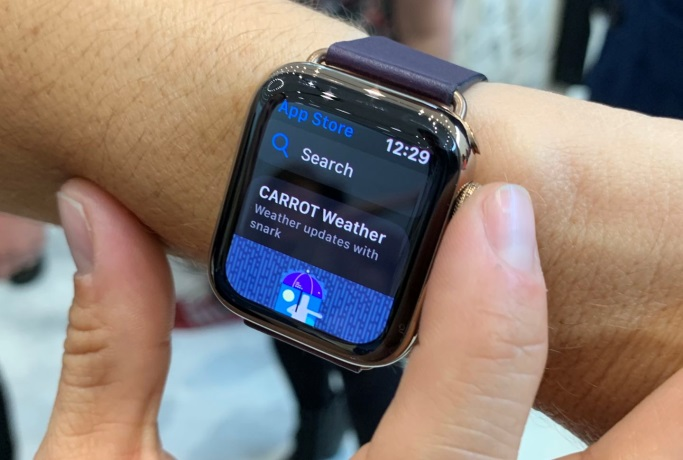 App Store
12:29
Search
CARROT Weather
Weather updates with
snark